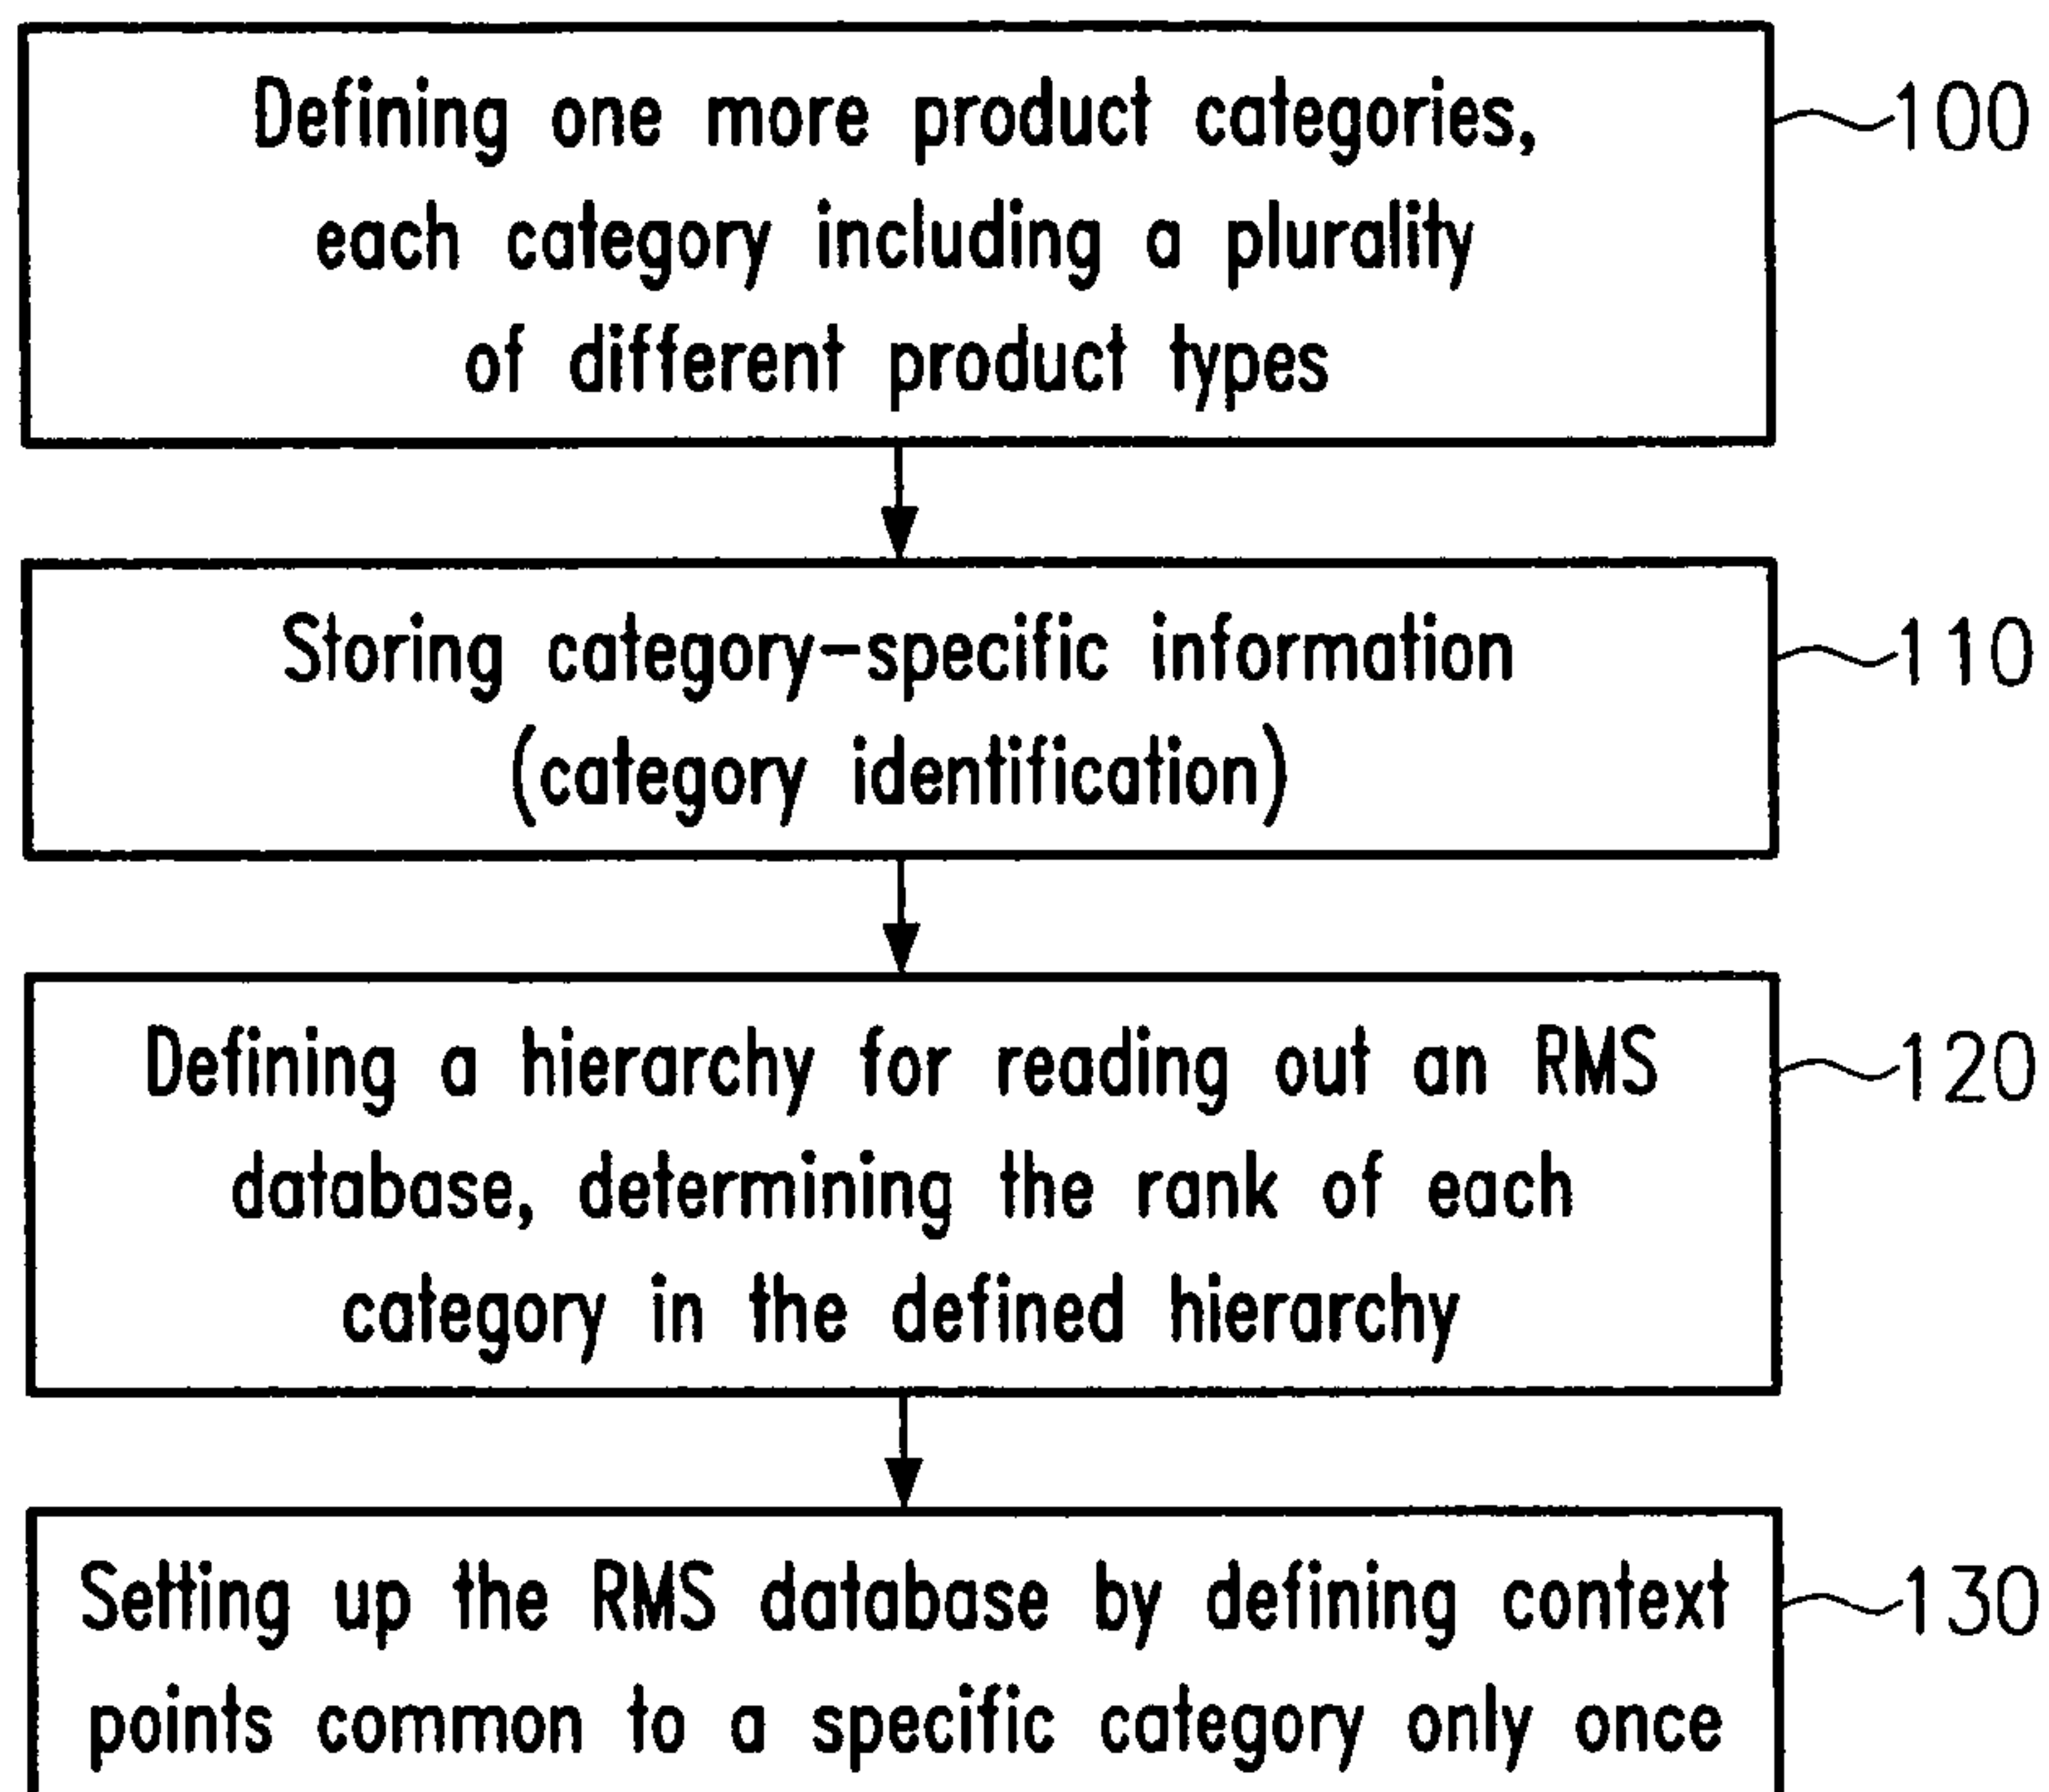 Defining one more product categories,
each category including a plurality
of different product types
100
Storing category-specific information
(category identification)
110
Defining a hierarchy for reading out an RMS
database, determining the rank of each
category in the defined hierarchy
120
Setting up the RMS database by defining context
points common to a specific category only once
130